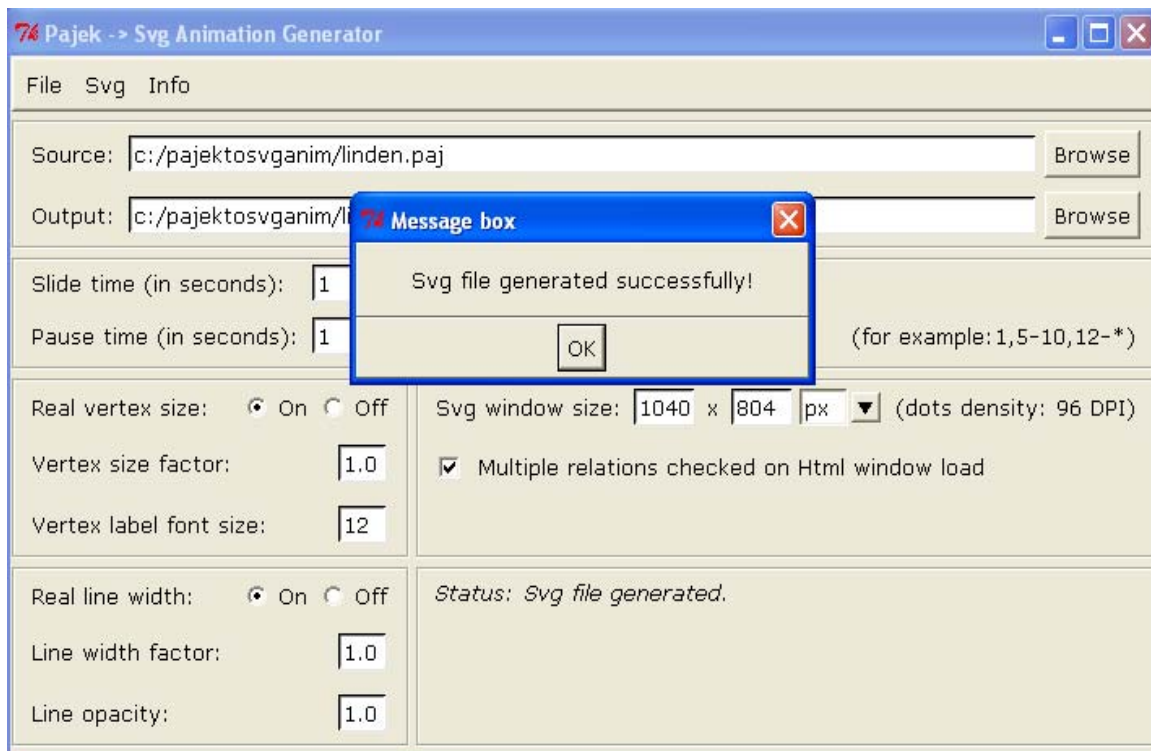 Pajek -> Svg Animation Generator
File Svg Info
Source: c:/pajektosvganim/linden.paj Browse
Output: c:/pajektosvganim/li Browse
Message box
Svg file generated successfully!
OK
Slide time (in seconds): 1
Pause time (in seconds): 1 (for example:1,5-10,12-*)
Real vertex size: On Off
Vertex size factor: 1.0
Vertex label font size: 12
Svg window size: 1040 x 804 px (dots density: 96 DPI)
Multiple relations checked on Html window load
Real line width: On Off
Line width factor: 1.0
Line opacity: 1.0
Status: Svg file generated.